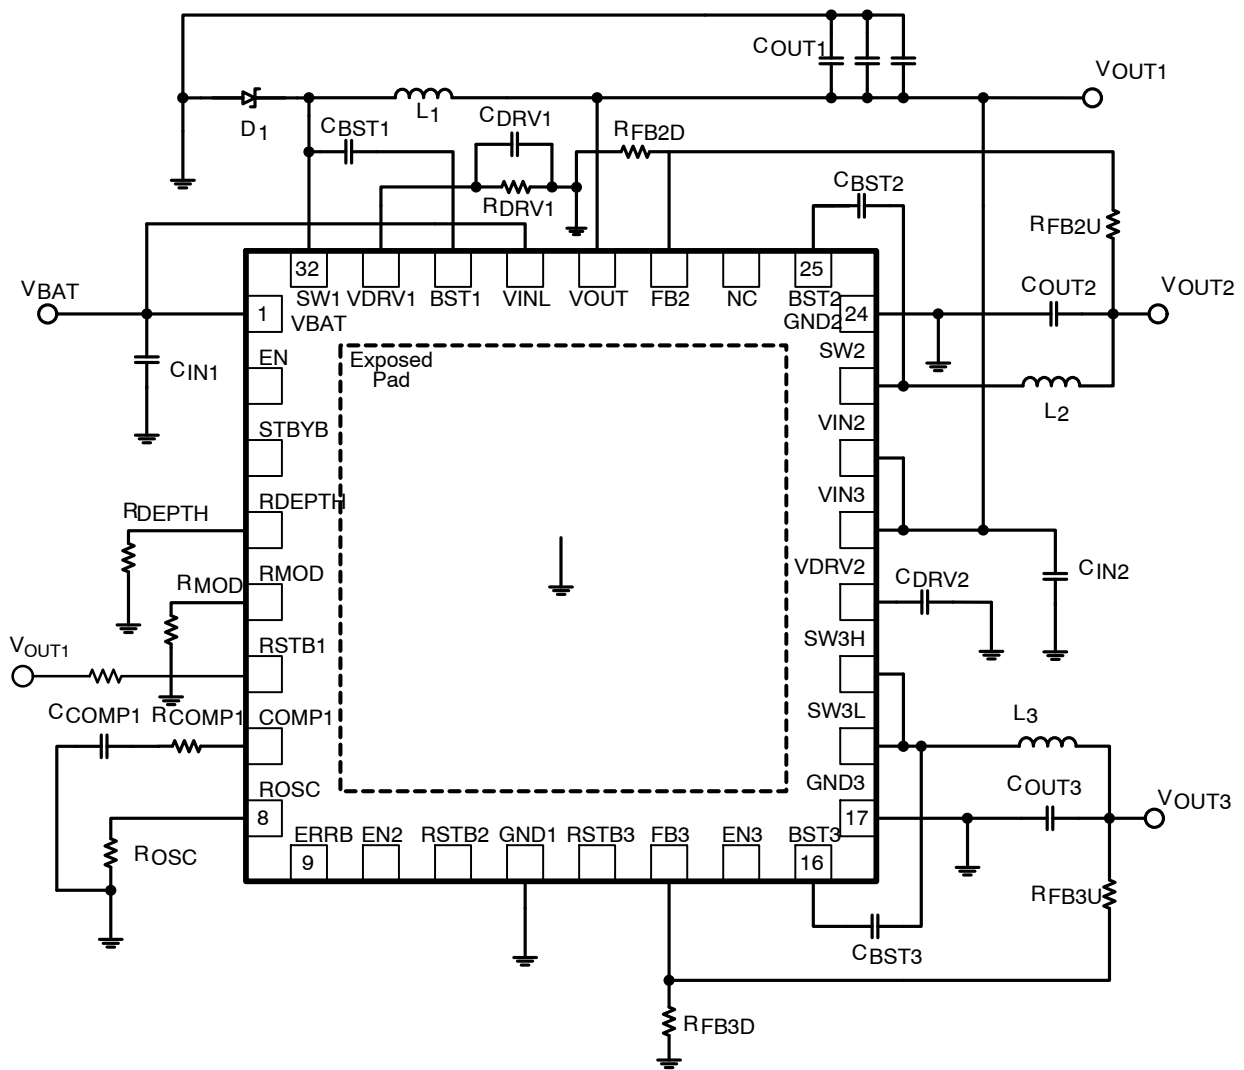 COUT1
VOUT1
D1
L1
CBST1
CDRV1
RDRV1
RFB2D
CBST2
RFB2U
VBAT
CIN1
COUT2
VOUT2
L2
32
25
SW1
VDRV1
BST1
VINL
VOUT
FB2
NC
BST2
1
VBAT
GND2
24
EN
Exposed
Pad
SW2
STBYB
VIN2
RDEPTH
RDEPTH
VIN3
RMOD
RMOD
VDRV2
CDRV2
CIN2
VOUT1
RSTB1
SW3H
CCOMP1
RCOMP1
COMP1
SW3L
L3
ROSC
8
GND3
17
COUT3
VOUT3
ROSC
ERRB
EN2
RSTB2
GND1
RSTB3
FB3
EN3
BST3
9
16
RFB3U
CBST3
RFB3D